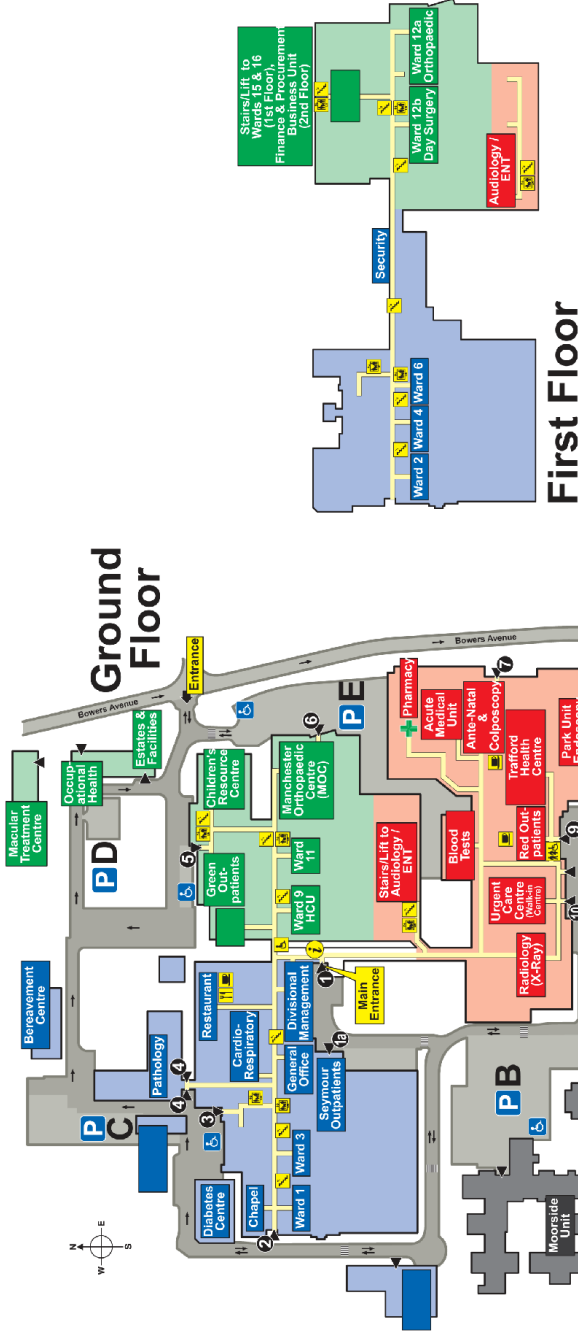 Ground
Floor
Macular
Treatment
Centre
Occup-
ational
Health
Estates &
Facilities
Bowers Avenue
Entrance
P D
Bereavement
Centre
Pathology
P C
N
E
S
W
Diabetes
Centre
Chapel
Restaurant
Cardio-
Respiratory
Green Out-
patients
Children's
Resource
Centre
5
4
4
3
2
Ward 1
Ward 3
General
Office
Divisional
Management
Seymour
Outpatients
1a
1
Main
Entrance
i
Ward 9
HCU
Ward
11
Manchester
Orthopaedic
Centre
(MOC)
6
P E
Stairs/Lift to
Audiology /
ENT
Bowers Avenue
Pharmacy
Acute
Medical
Unit
Ante-Natal
&
Colposcopy
7
Blood
Tests
Trafford
Health
Centre
Park Unit
Red Out-
patients
9
Urgent
Care
Centre
(Walk-in
Centre)
10
Radiology
(X-Ray)
P B
Moorside
Unit
First Floor
Stairs/Lift to
Wards 15 & 16
(1st Floor),
Finance & Procurement
Business Unit
(2nd Floor)
Ward 12a
Orthopaedic
Ward 12b
Day Surgery
Audiology /
ENT
Security
Ward 2
Ward 4
Ward 6